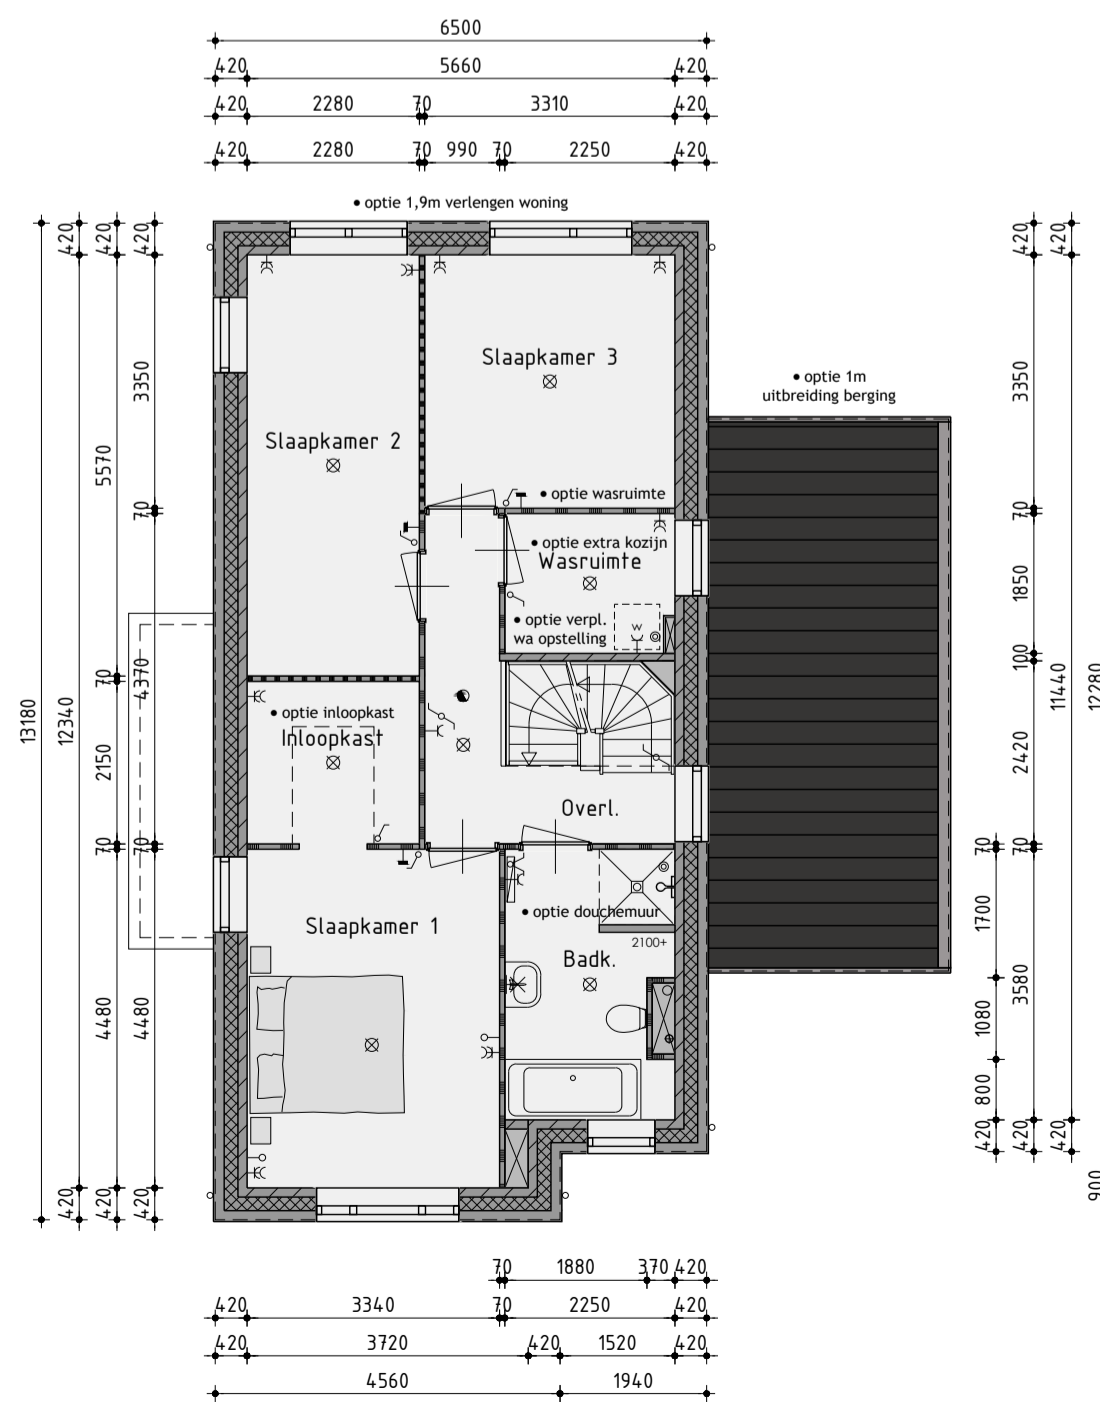 6500
420 5660 420
420 2280 70 3310 420
420 2280 70 990 70 2250 420
• optie 1,9m verlengen woning
420 420 420
420 420
3350
Slaapkamer 3
3350
• optie 1m
uitbreiding berging
Slaapkamer 2
5570
70
• optie wasruimte
70
• optie extra kozijn
Wasruimte
1850
• optie verpl.
wa opstelling
w
100
13180
12340
70
4370
11440
12280
• optie inloopkast
Inloopkast
2150
2420
Overl.
70 70
70 70
1700
• optie douchemuur
Slaapkamer 1
2100+
Badk.
4480
4480
3580
1080
800
420 420 420
420 420 420
900
70 1880 370 420
420 3340 70 2250 420
420 3720 420 1520 420
4560 1940